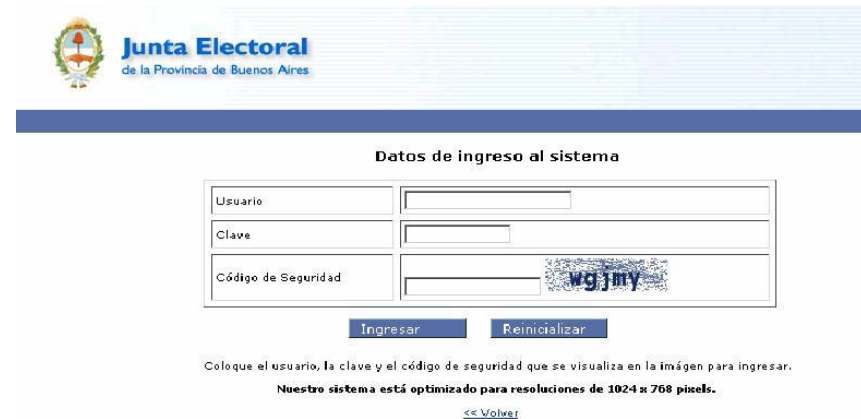 Junta Electoral
de la Provincia de Buenos Aires
Datos de ingreso al sistema
Usuario
Clave
Código de Seguridad
wgjmy
Ingresar Reinicializar
Coloque el usuario, la clave y el código de seguridad que se visualiza en la imágen para ingresar.
Nuestro sistema está optimizado para resoluciones de 1024 x 768 pixels.
<< Volver